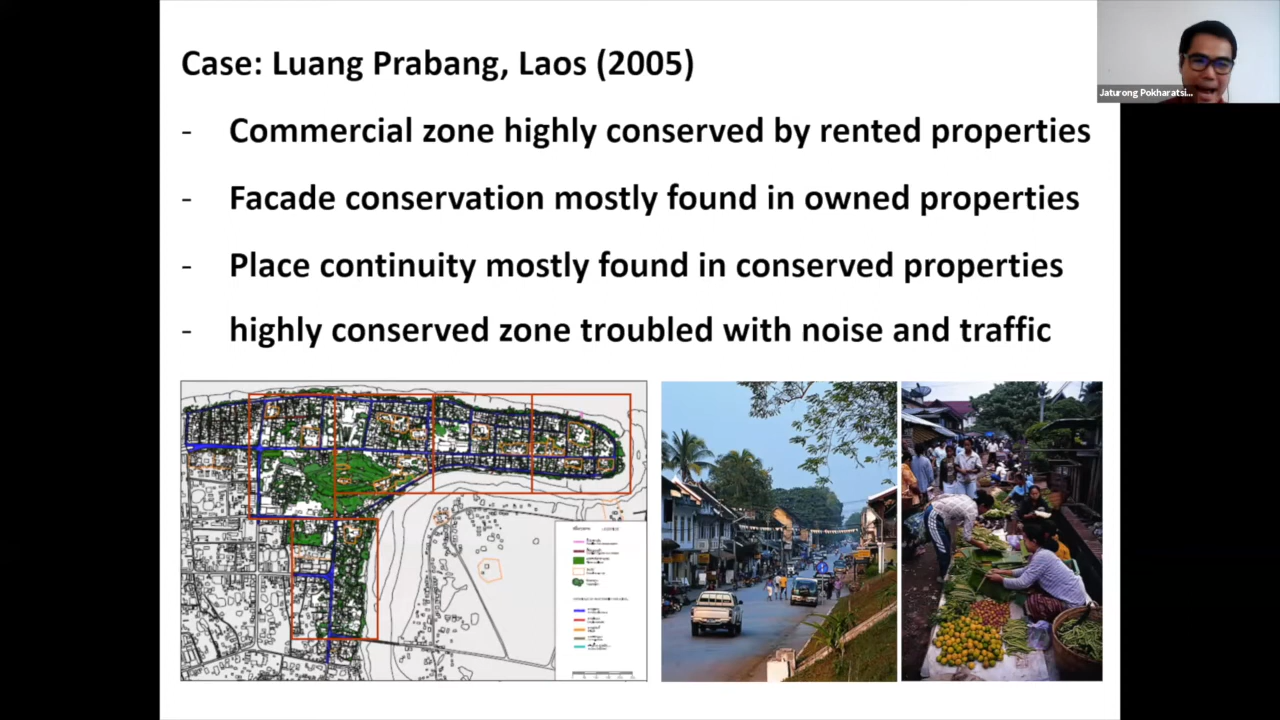 Case: Luang Prabang, Laos (2005)
Jaturong Pokharatsi...
- Commercial zone highly conserved by rented properties
- Facade conservation mostly found in owned properties
- Place continuity mostly found in conserved properties
- highly conserved zone troubled with noise and traffic